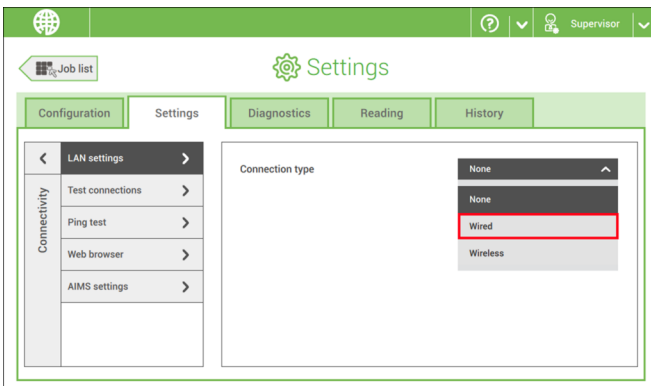 ? Supervisor
Job list
Settings
Configuration Settings Diagnostics Reading History
Connectivity
LAN settings
Test connections
Ping test
Web browser
AIMS settings
Connection type
None
None
Wired
Wireless